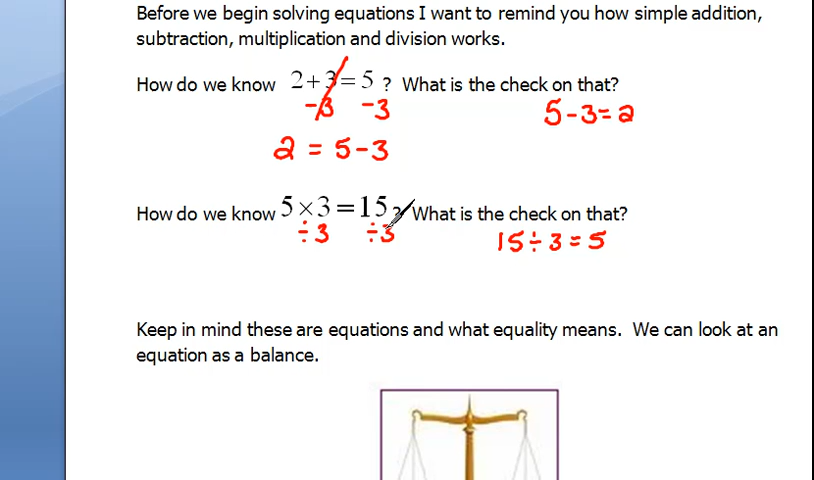 Before we begin solving equations I want to remind you how simple addition,
subtraction, multiplication and division works.
How do we know 2+3=5 ? What is the check on that?
-3 -3 5-3=2
2 = 5-3
How do we know 5×3=15? What is the check on that?
÷3 ÷3 15÷3=5
Keep in mind these are equations and what equality means. We can look at an
equation as a balance.